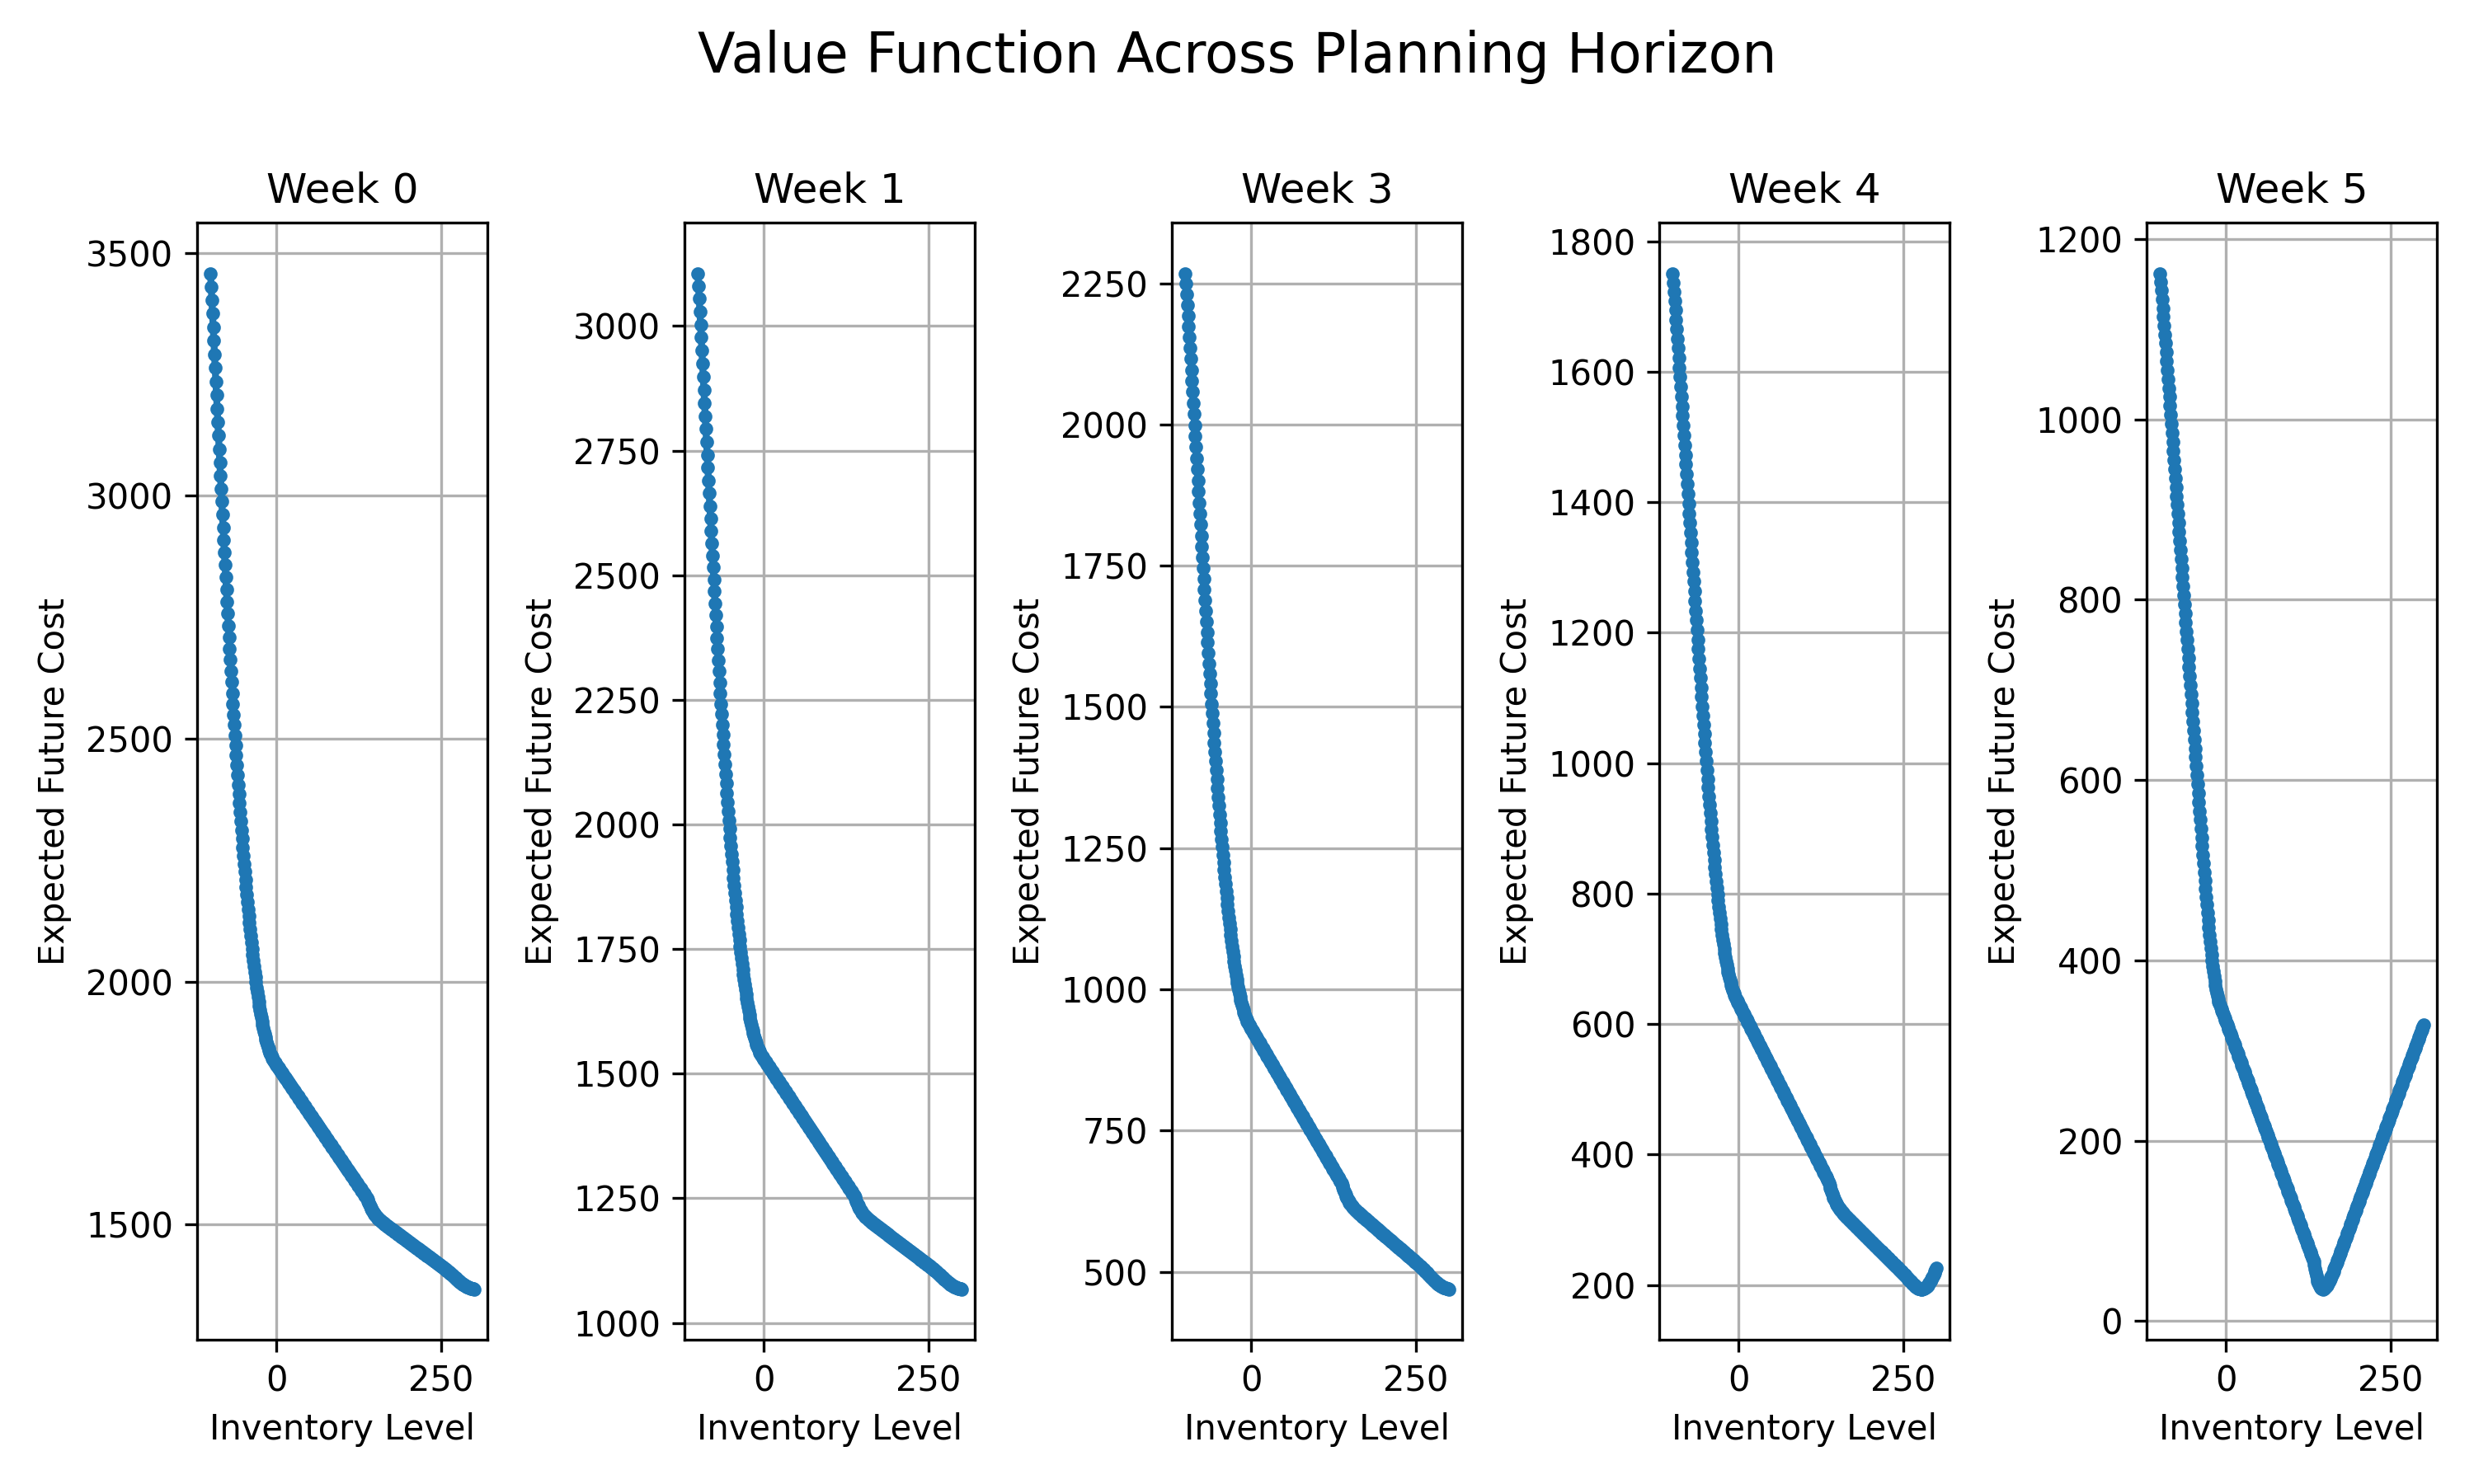 Value Function Across Planning Horizon
Week 0
3500
3000
2500
2000
1500
0 250
Expected Future Cost
Inventory Level
Week 1
3000
2750
2500
2250
2000
1750
1500
1250
1000
0 250
Expected Future Cost
Inventory Level
Week 3
2250
2000
1750
1500
1250
1000
750
500
0 250
Expected Future Cost
Inventory Level
Week 4
1800
1600
1400
1200
1000
800
600
400
200
0 250
Expected Future Cost
Inventory Level
Week 5
1200
1000
800
600
400
200
0
0 250
Expected Future Cost
Inventory Level